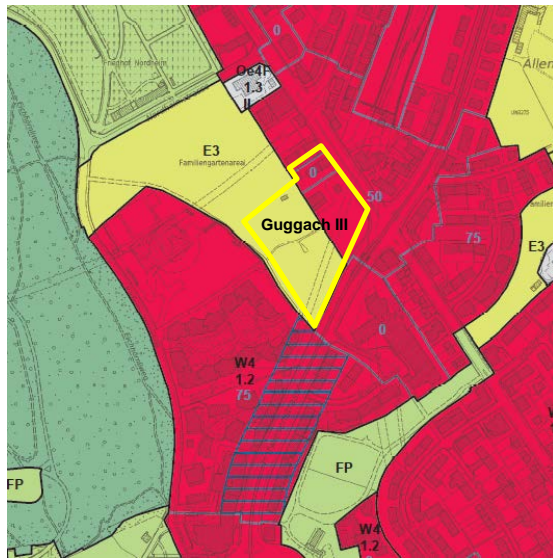 Friedhof Nordheim
0
Oe4F
1.3
II
Allen
E3
Familiengartenareal
0
50
Guggach III
75
E3
0
W4
1.2
75
FP
FP
W4
1.2